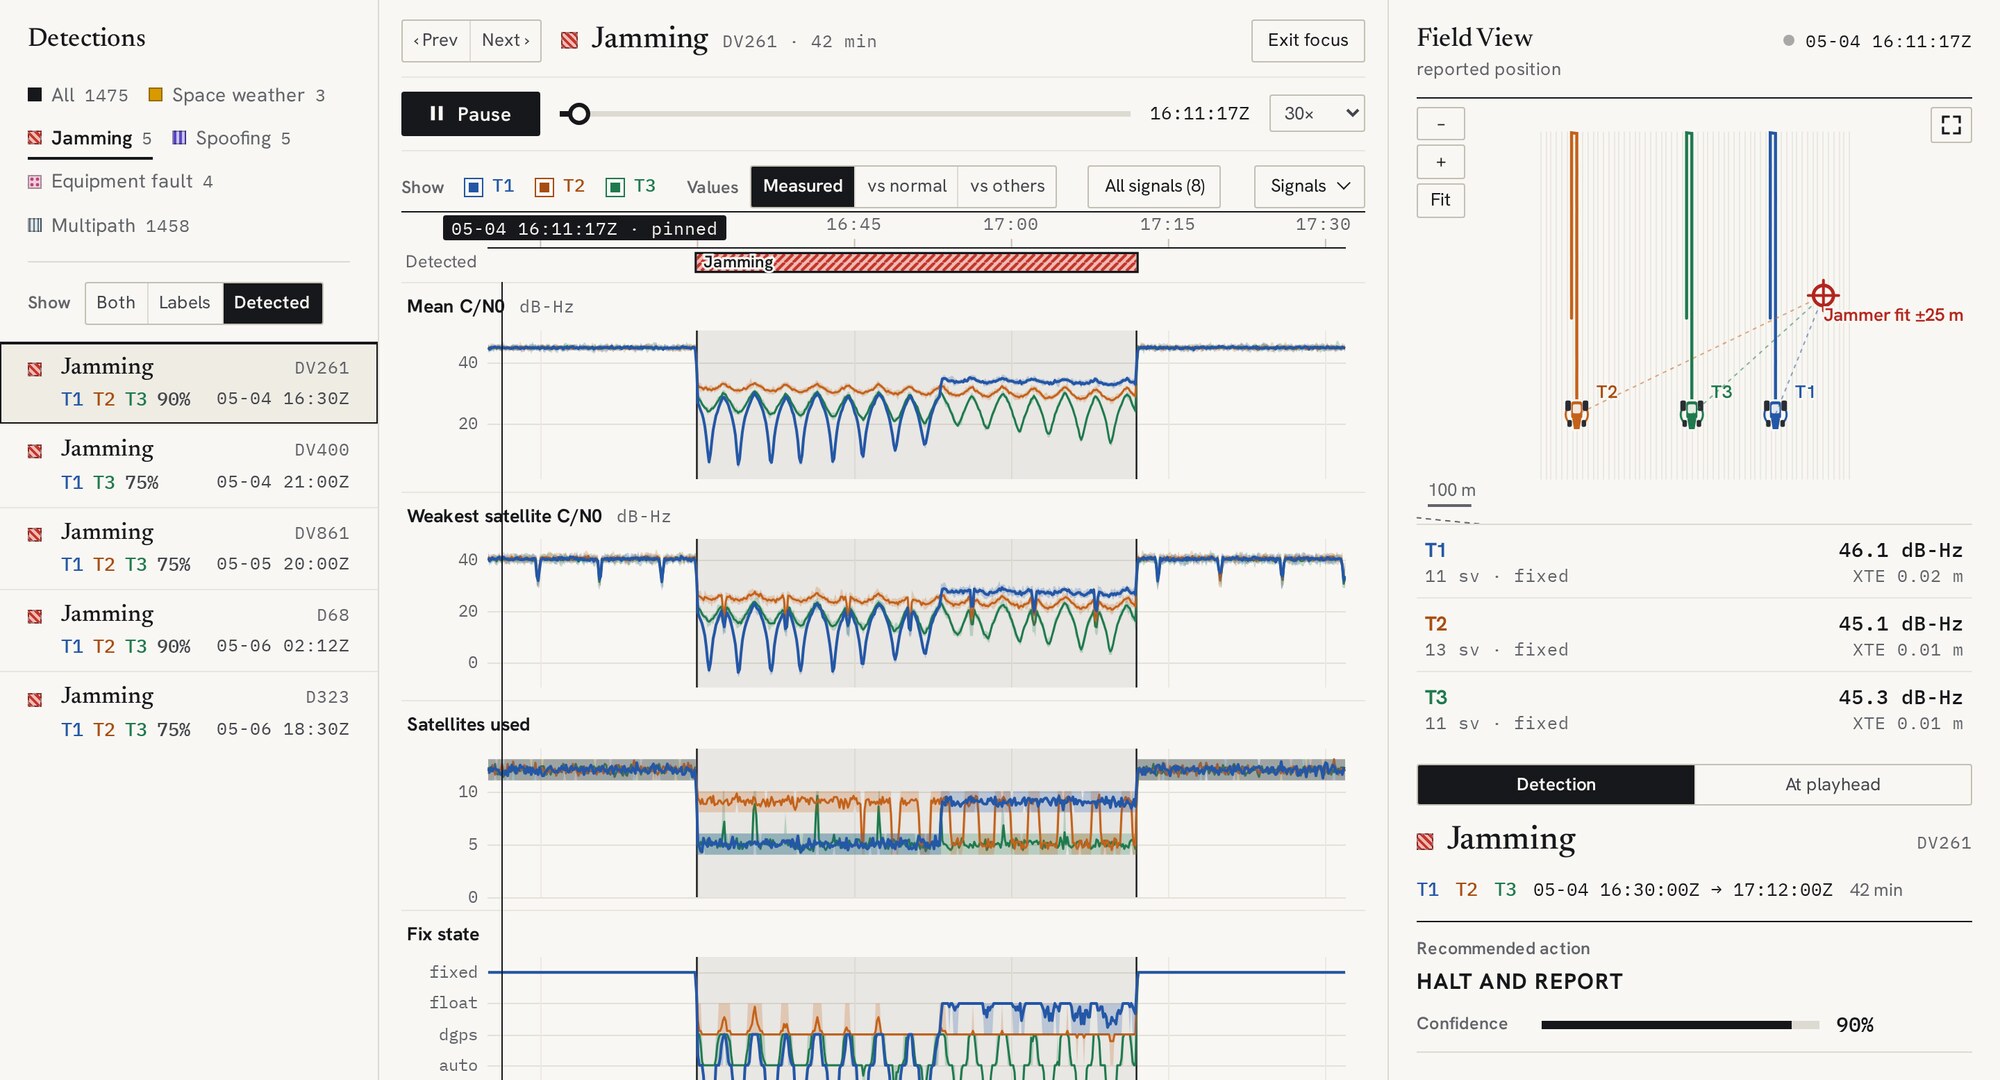 Detections
All 1475 Space weather 3
Jamming 5 Spoofing 5
Equipment fault 4
Multipath 1458
Show Both Labels Detected
Jamming DV261
T1 T2 T3 90% 05-04 16:30Z
Jamming DV400
T1 T3 75% 05-04 21:00Z
Jamming DV861
T1 T2 T3 75% 05-05 20:00Z
Jamming D68
T1 T2 T3 90% 05-06 02:12Z
Jamming D323
T1 T2 T3 75% 05-06 18:30Z
‹ Prev Next › Jamming DV261 · 42 min Exit focus
Pause 16:11:17Z 30×
Show T1 T2 T3 Values Measured vs normal vs others All signals (8) Signals
05-04 16:11:17Z · pinned 16:45 17:00 17:15 17:30
Detected Jamming
Mean C/N0 dB-Hz
40
20
Weakest satellite C/N0 dB-Hz
40
20
0
Satellites used
10
5
0
Fix state
fixed
float
dgps
auto
Field View 05-04 16:11:17Z
reported position
-
+
Fit
Jammer fit ±25 m
T2 T3 T1
100 m
T1 46.1 dB-Hz
11 sv · fixed XTE 0.02 m
T2 45.1 dB-Hz
13 sv · fixed XTE 0.01 m
T3 45.3 dB-Hz
11 sv · fixed XTE 0.01 m
Detection At playhead
Jamming DV261
T1 T2 T3 05-04 16:30:00Z → 17:12:00Z 42 min
Recommended action
HALT AND REPORT
Confidence 90%